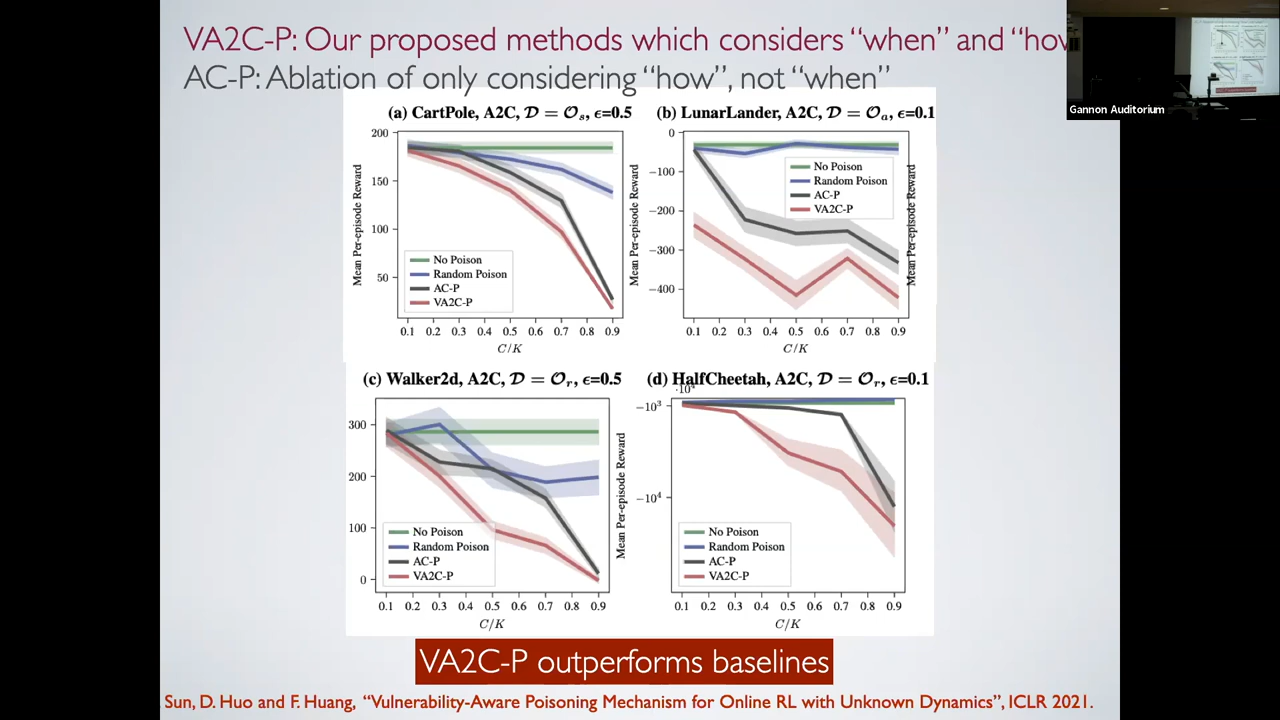 VA2C-P: Our proposed methods which considers “when” and “how
AC-P: Ablation of only considering “how”, not “when”
Gannon Auditorium
(a) CartPole, A2C, 𝒟 = 𝒪ₛ, ϵ=0.5
Mean Per-episode Reward
200
150
100
50
No Poison
Random Poison
AC-P
VA2C-P
0.1 0.2 0.3 0.4 0.5 0.6 0.7 0.8 0.9
C/K
(b) LunarLander, A2C, 𝒟 = 𝒪ₐ, ϵ=0.1
Mean Per-episode Reward
0
−100
−200
−300
−400
No Poison
Random Poison
AC-P
VA2C-P
0.1 0.2 0.3 0.4 0.5 0.6 0.7 0.8 0.9
C/K
Mean Per-episode Reward
(c) Walker2d, A2C, 𝒟 = 𝒪ᵣ, ϵ=0.5
300
200
100
0
No Poison
Random Poison
AC-P
VA2C-P
0.1 0.2 0.3 0.4 0.5 0.6 0.7 0.8 0.9
C/K
(d) HalfCheetah, A2C, 𝒟 = 𝒪ᵣ, ϵ=0.1
Mean Per-episode Reward
−10³
−10⁴
No Poison
Random Poison
AC-P
VA2C-P
0.1 0.2 0.3 0.4 0.5 0.6 0.7 0.8 0.9
C/K
VA2C-P outperforms baselines
Sun, D. Huo and F. Huang, “Vulnerability-Aware Poisoning Mechanism for Online RL with Unknown Dynamics”, ICLR 2021.